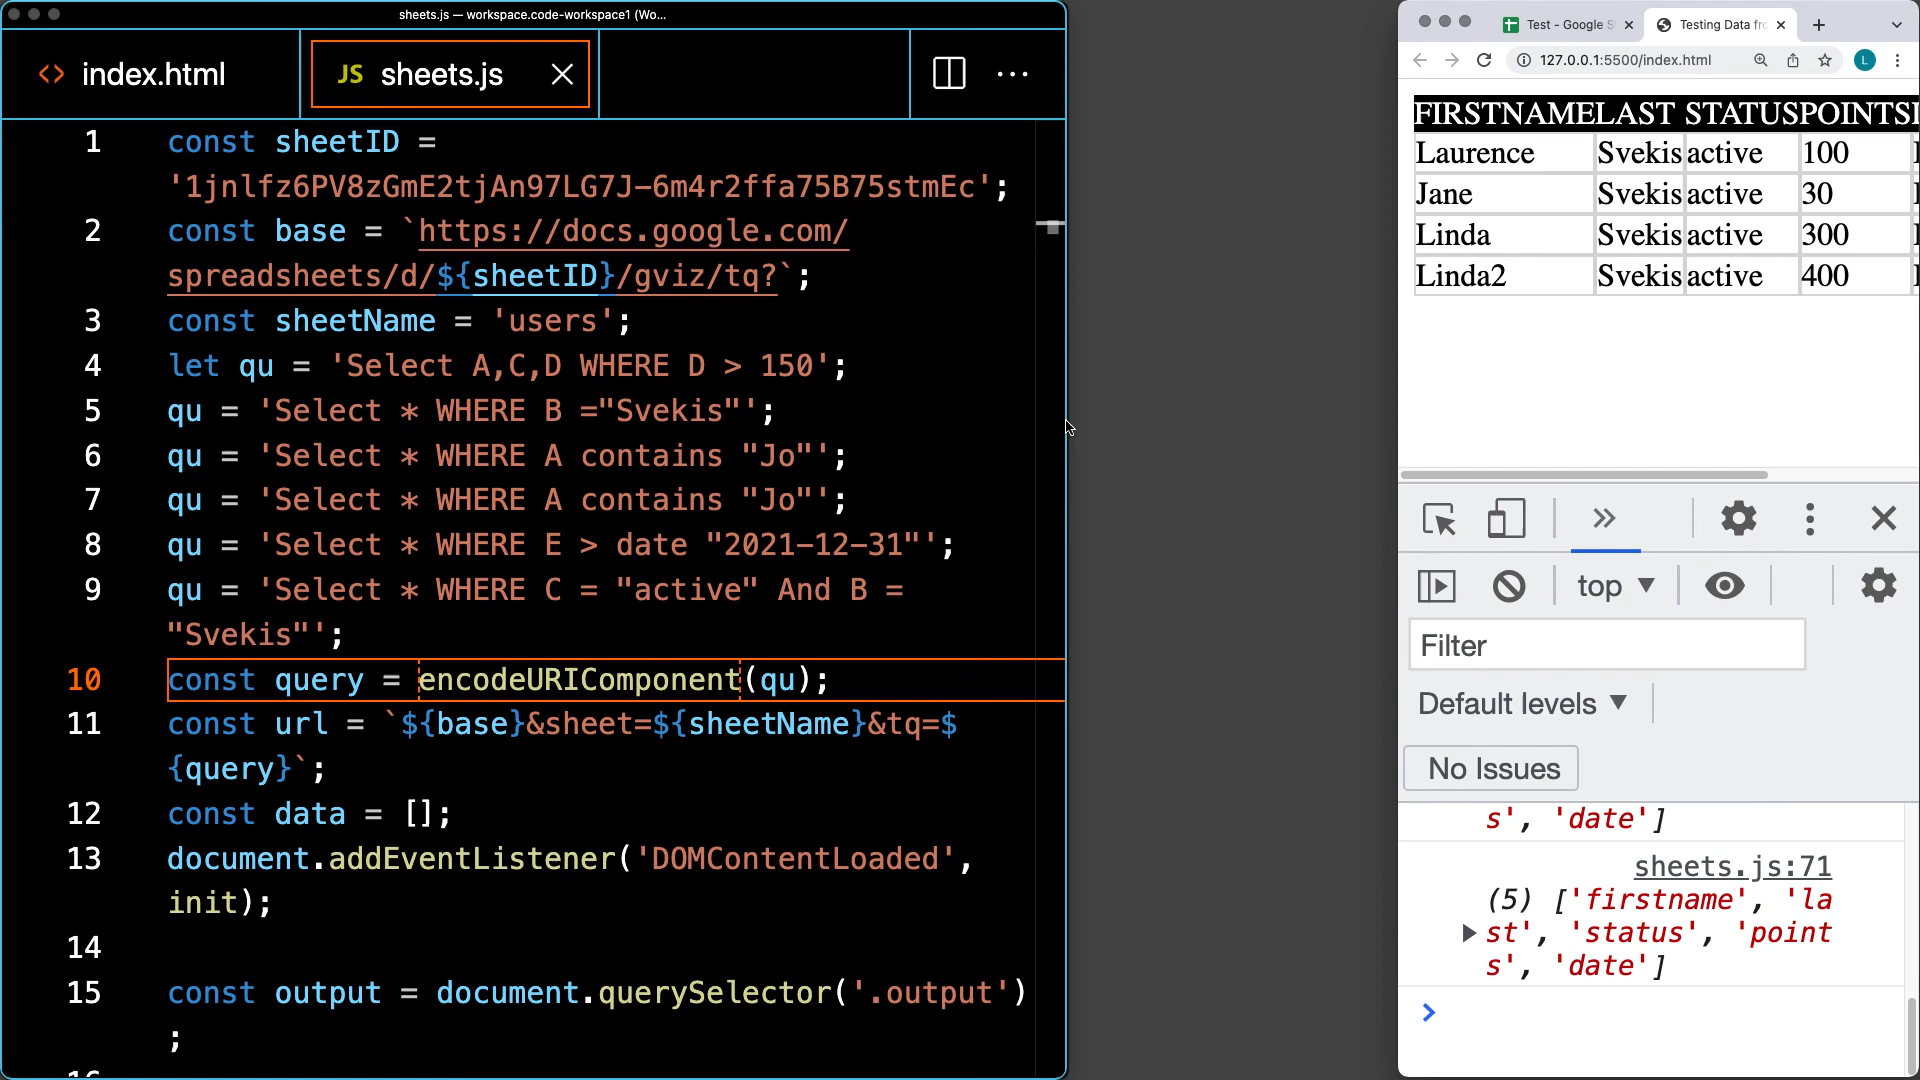 sheets.js — workspace.code-workspace1 (Wo...
index.html
JS sheets.js
1 const sheetID =
'1jnlfz6PV8zGmE2tjAn97LG7J-6m4r2ffa75B75stmEc';
2 const base = `https://docs.google.com/
spreadsheets/d/${sheetID}/gviz/tq?`;
3 const sheetName = 'users';
4 let qu = 'Select A,C,D WHERE D > 150';
5 qu = 'Select * WHERE B ="Svekis"';
6 qu = 'Select * WHERE A contains "Jo"';
7 qu = 'Select * WHERE A contains "Jo"';
8 qu = 'Select * WHERE E > date "2021-12-31"';
9 qu = 'Select * WHERE C = "active" And B =
"Svekis"';
10 const query = encodeURIComponent(qu);
11 const url = `${base}&sheet=${sheetName}&tq=$
{query}`;
12 const data = [];
13 document.addEventListener('DOMContentLoaded',
init);
14
15 const output = document.querySelector('.output')
;
Test - Google S
Testing Data fro
127.0.0.1:5500/index.html
L
FIRSTNAME LAST STATUS POINTS
Laurence Svekis active 100
Jane Svekis active 30
Linda Svekis active 300
Linda2 Svekis active 400
top
Filter
Default levels
No Issues
s', 'date']
sheets.js:71
(5) ['firstname', 'la
st', 'status', 'point
s', 'date']